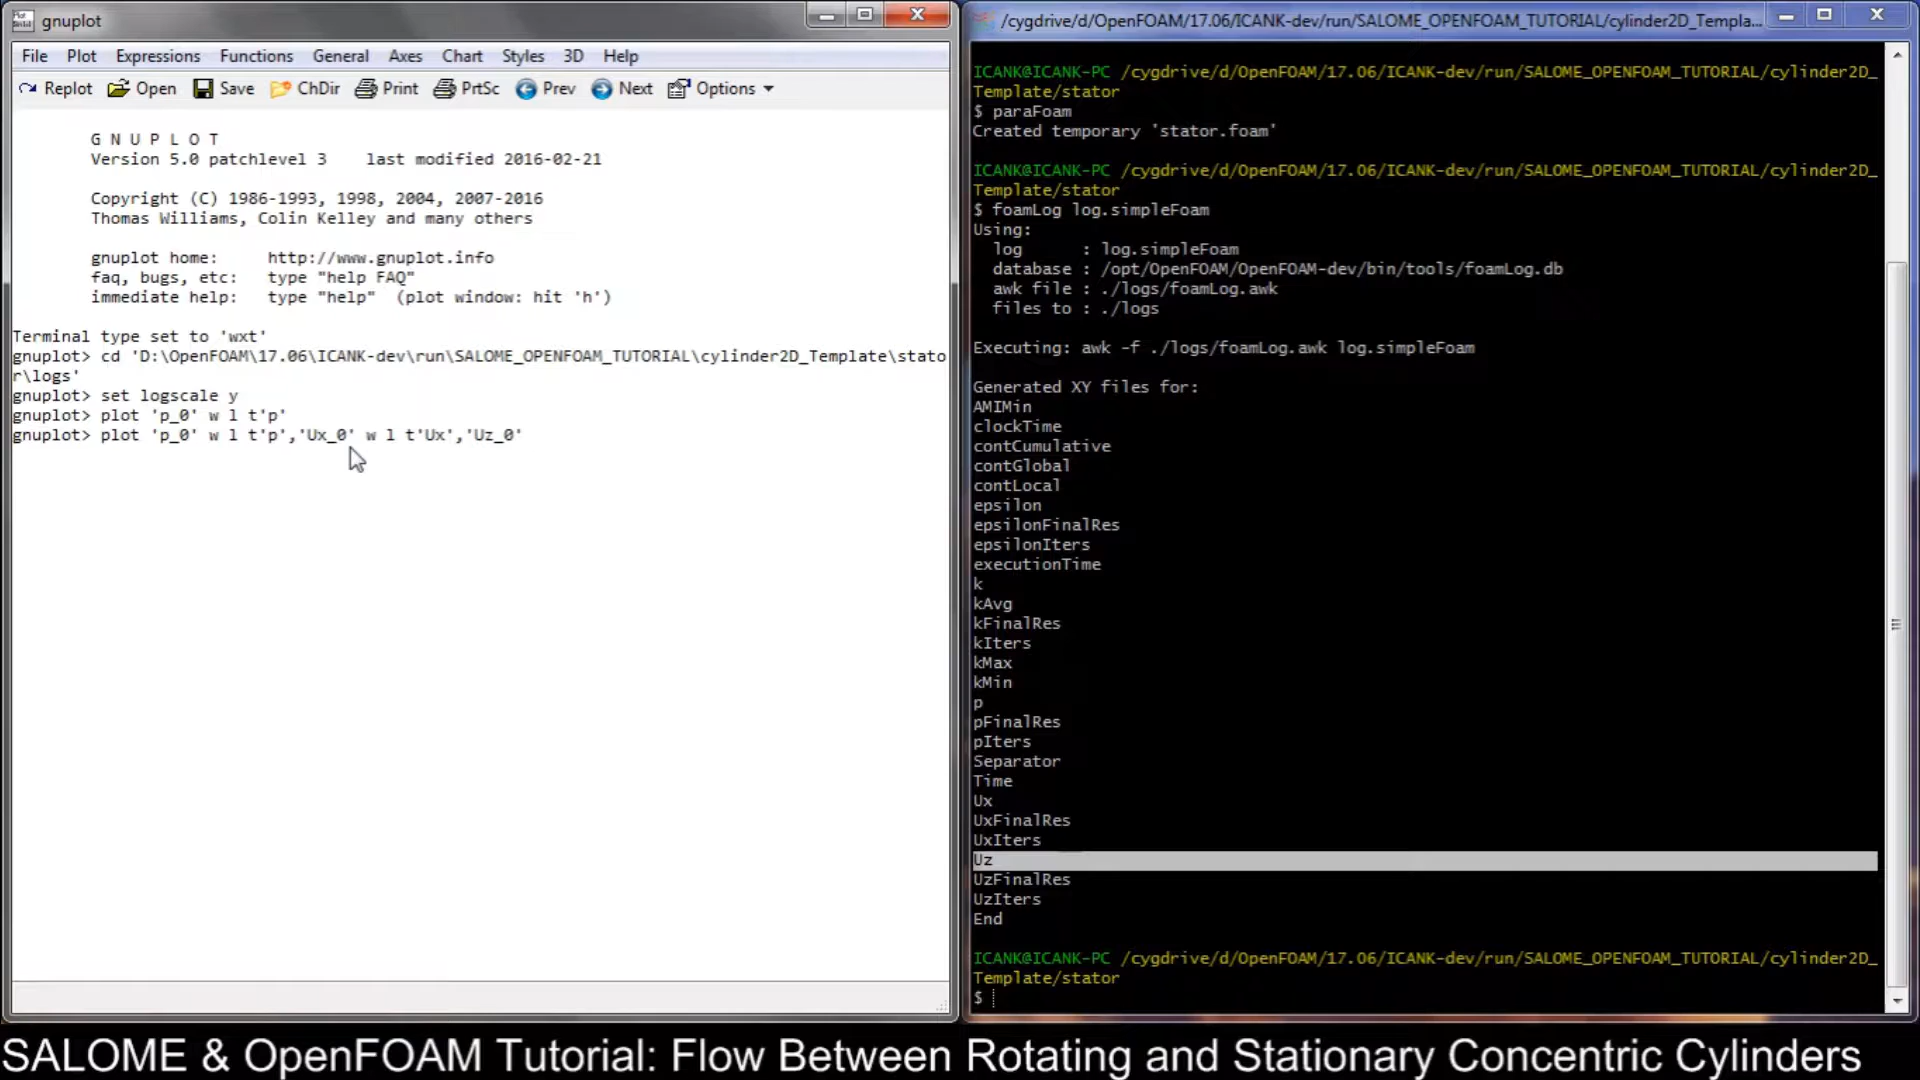 gnuplot
File Plot Expressions Functions General Axes Chart Styles 3D Help
Replot Open Save ChDir Print PrtSc Prev Next Options
G N U P L O T
Version 5.0 patchlevel 3    last modified 2016-02-21
Copyright (C) 1986-1993, 1998, 2004, 2007-2016
Thomas Williams, Colin Kelley and many others
gnuplot home:     http://www.gnuplot.info
faq, bugs, etc:   type "help FAQ"
immediate help:   type "help"  (plot window: hit 'h')
Terminal type set to 'wxt'
gnuplot> cd 'D:\OpenFOAM\17.06\ICANK-dev\run\SALOME_OPENFOAM_TUTORIAL\cylinder2D_Template\stato
r\logs'
gnuplot> set logscale y
gnuplot> plot 'p_0' w l t'p'
gnuplot> plot 'p_0' w l t'p','Ux_0' w l t'Ux','Uz_0'
/cygdrive/d/OpenFOAM/17.06/ICANK-dev/run/SALOME_OPENFOAM_TUTORIAL/cylinder2D_Templa...
ICANK@ICANK-PC /cygdrive/d/OpenFOAM/17.06/ICANK-dev/run/SALOME_OPENFOAM_TUTORIAL/cylinder2D_
Template/stator
$ paraFoam
Created temporary 'stator.foam'
ICANK@ICANK-PC /cygdrive/d/OpenFOAM/17.06/ICANK-dev/run/SALOME_OPENFOAM_TUTORIAL/cylinder2D_
Template/stator
$ foamLog log.simpleFoam
Using:
log      : log.simpleFoam
database : /opt/OpenFOAM/OpenFOAM-dev/bin/tools/foamLog.db
awk file : ./logs/foamLog.awk
files to : ./logs
Executing: awk -f ./logs/foamLog.awk log.simpleFoam
Generated XY files for:
AMIMin
clockTime
contCumulative
contGlobal
contLocal
epsilon
epsilonFinalRes
epsilonIters
executionTime
k
kAvg
kFinalRes
kIters
kMax
kMin
p
pFinalRes
pIters
Separator
Time
Ux
UxFinalRes
UxIters
Uz
UzFinalRes
UzIters
End
ICANK@ICANK-PC /cygdrive/d/OpenFOAM/17.06/ICANK-dev/run/SALOME_OPENFOAM_TUTORIAL/cylinder2D_
Template/stator
$
SALOME & OpenFOAM Tutorial: Flow Between Rotating and Stationary Concentric Cylinders